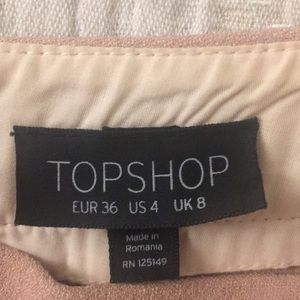 TOPSHOP
EUR 36 US 4 UK 8
Made in
Romania
RN 125149